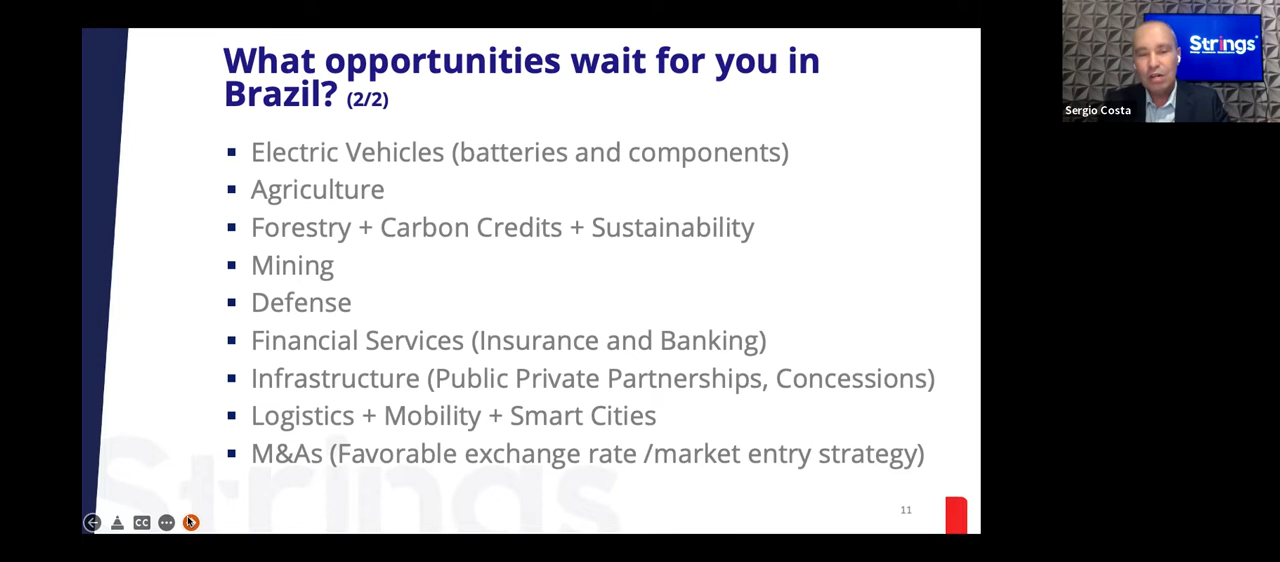 What opportunities wait for you in
Brazil? (2/2)
▪ Electric Vehicles (batteries and components)
▪ Agriculture
▪ Forestry + Carbon Credits + Sustainability
▪ Mining
▪ Defense
▪ Financial Services (Insurance and Banking)
▪ Infrastructure (Public Private Partnerships, Concessions)
▪ Logistics + Mobility + Smart Cities
▪ M&As (Favorable exchange rate /market entry strategy)
Strings
CC
11
Strings
Sergio Costa